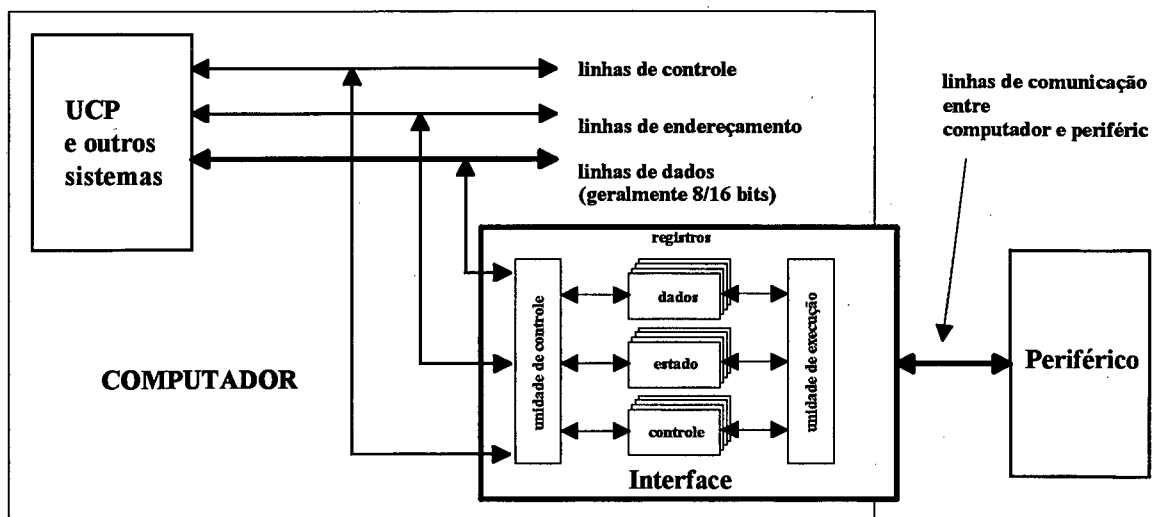 UCP
e outros
sistemas
linhas de controle
linhas de endereçamento
linhas de dados
(geralmente 8/16 bits)
linhas de comunicação
entre
computador e periféric
registros
unidade de controle
dados
estado
controle
unidade de execução
Interface
COMPUTADOR
Periférico